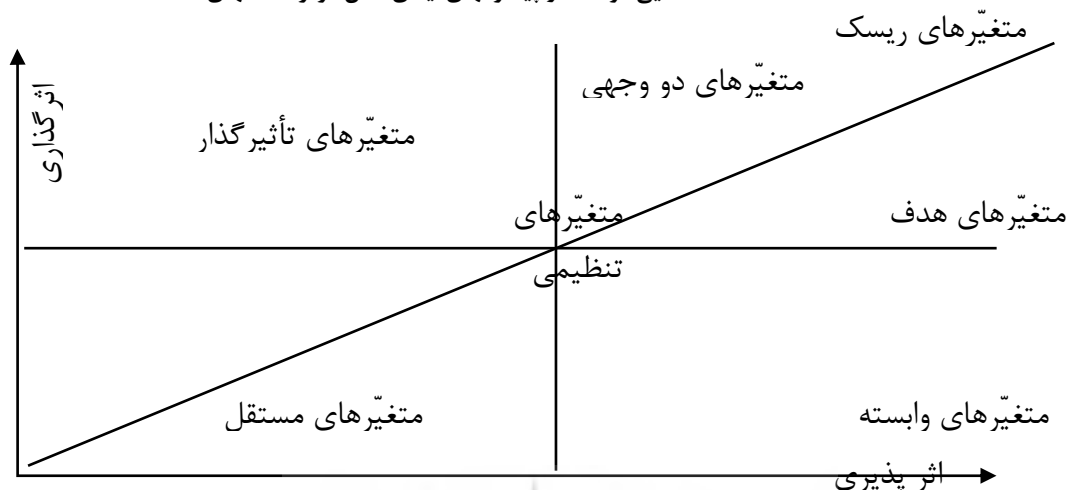 متغیّرهای ریسک
متغیّرهای دو وجهی
اثرگذاری
متغیّرهای تأثیرگذار
متغیّرهای
تنظیمی
متغیّرهای هدف
متغیّرهای مستقل
متغیّرهای وابسته
اثر پذیری